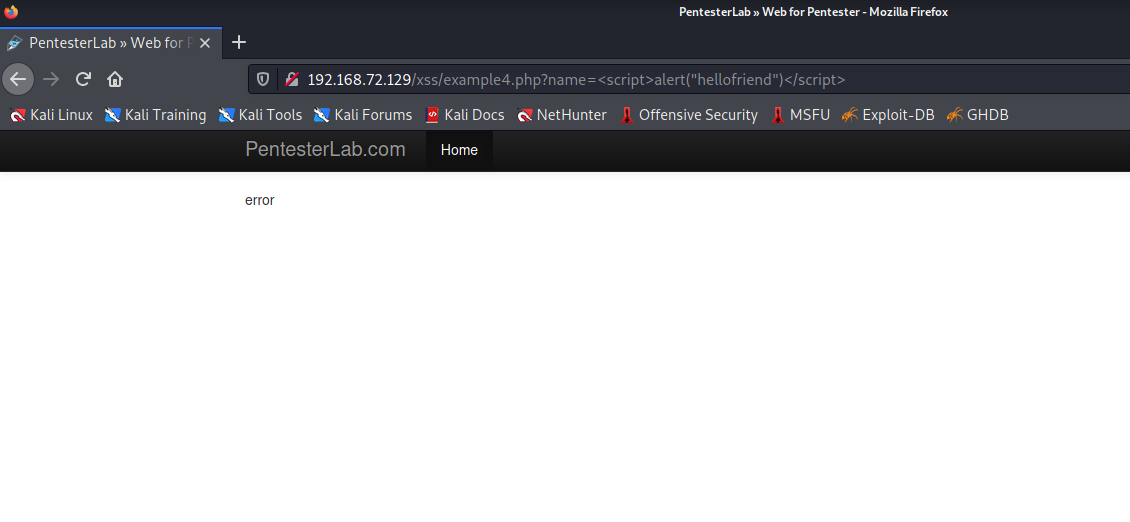 PentesterLab » Web for Pentester - Mozilla Firefox
PentesterLab » Web for P
192.168.72.129/xss/example4.php?name=<script>alert("hellofriend")</script>
Kali Linux Kali Training Kali Tools Kali Forums Kali Docs NetHunter Offensive Security MSFU Exploit-DB GHDB
PentesterLab.com Home
error